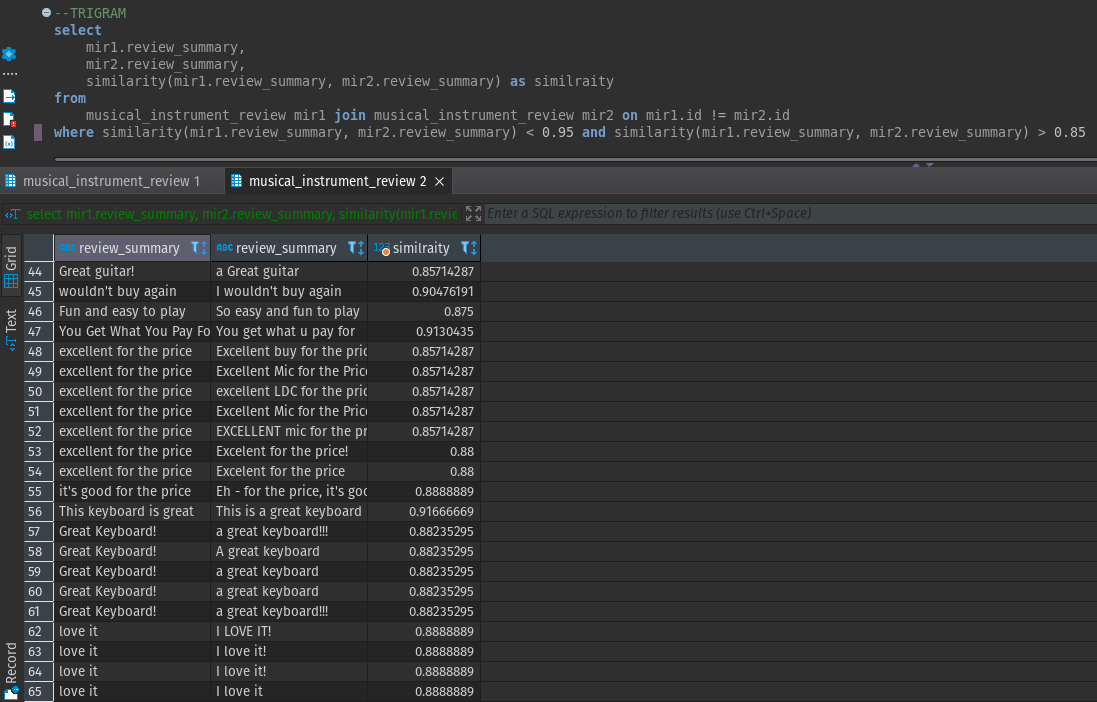 --TRIGRAM
select
mir1.review_summary,
mir2.review_summary,
similarity(mir1.review_summary, mir2.review_summary) as similraity
from
musical_instrument_review mir1 join musical_instrument_review mir2 on mir1.id != mir2.id
where similarity(mir1.review_summary, mir2.review_summary) < 0.95 and similarity(mir1.review_summary, mir2.review_summary) > 0.85
musical_instrument_review 1 musical_instrument_review 2
select mir1.review_summary, mir2.review_summary, similarity(mir1.revie Enter a SQL expression to filter results (use Ctrl+Space)
Grid
Text
Record
ABC review_summary ABC review_summary 123 similraity
44 Great guitar! a Great guitar 0.85714287
45 wouldn't buy again I wouldn't buy again 0.90476191
46 Fun and easy to play So easy and fun to play 0.875
47 You Get What You Pay Fo You get what u pay for 0.9130435
48 excellent for the price Excellent buy for the pric 0.85714287
49 excellent for the price Excellent Mic for the Price 0.85714287
50 excellent for the price excellent LDC for the pric 0.85714287
51 excellent for the price Excellent Mic for the Price 0.85714287
52 excellent for the price EXCELLENT mic for the pr 0.85714287
53 excellent for the price Excelent for the price! 0.88
54 excellent for the price Excelent for the price 0.88
55 it's good for the price Eh - for the price, it's goo 0.8888889
56 This keyboard is great This is a great keyboard 0.91666669
57 Great Keyboard! a great keyboard!!! 0.88235295
58 Great Keyboard! A great keyboard 0.88235295
59 Great Keyboard! a great keyboard 0.88235295
60 Great Keyboard! a great keyboard 0.88235295
61 Great Keyboard! a great keyboard!!! 0.88235295
62 love it I LOVE IT! 0.8888889
63 love it I love it! 0.8888889
64 love it I love it! 0.8888889
65 love it I love it 0.8888889